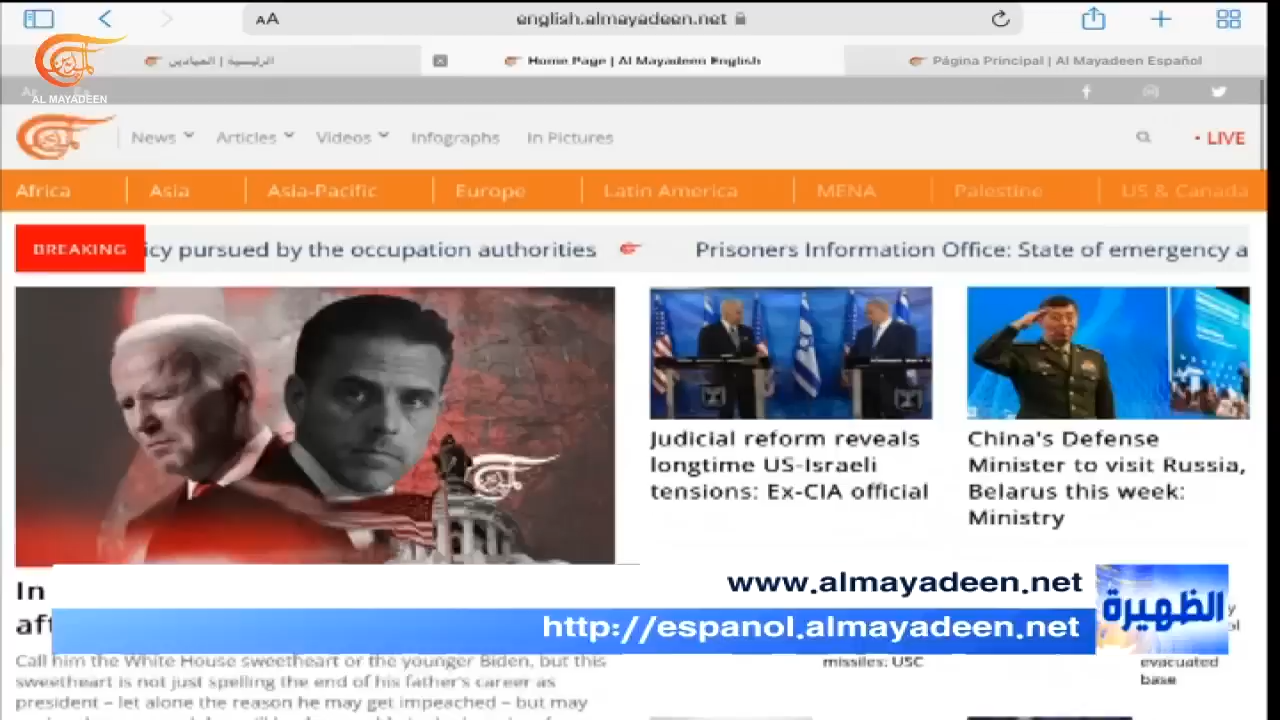 AA
english.almayadeen.net
الرئيسية | الميادين
Home Page | Al Mayadeen English
Página Principal | Al Mayadeen Español
AL MAYADEEN
News
Articles
Videos
Infographs
In Pictures
LIVE
Africa
Asia
Asia-Pacific
Europe
Latin America
MENA
Palestine
US & Canada
BREAKING
icy pursued by the occupation authorities
Prisoners Information Office: State of emergency a
Judicial reform reveals
longtime US-Israeli
tensions: Ex-CIA official
China's Defense
Minister to visit Russia,
Belarus this week:
Ministry
In
aft
www.almayadeen.net
http://espanol.almayadeen.net
الظهيرة
Call him the White House sweetheart or the younger Biden, but this
sweetheart is not just spelling the end of his father's career as
president – let alone the reason he may get impeached – but may
missiles: USC
evacuated
base